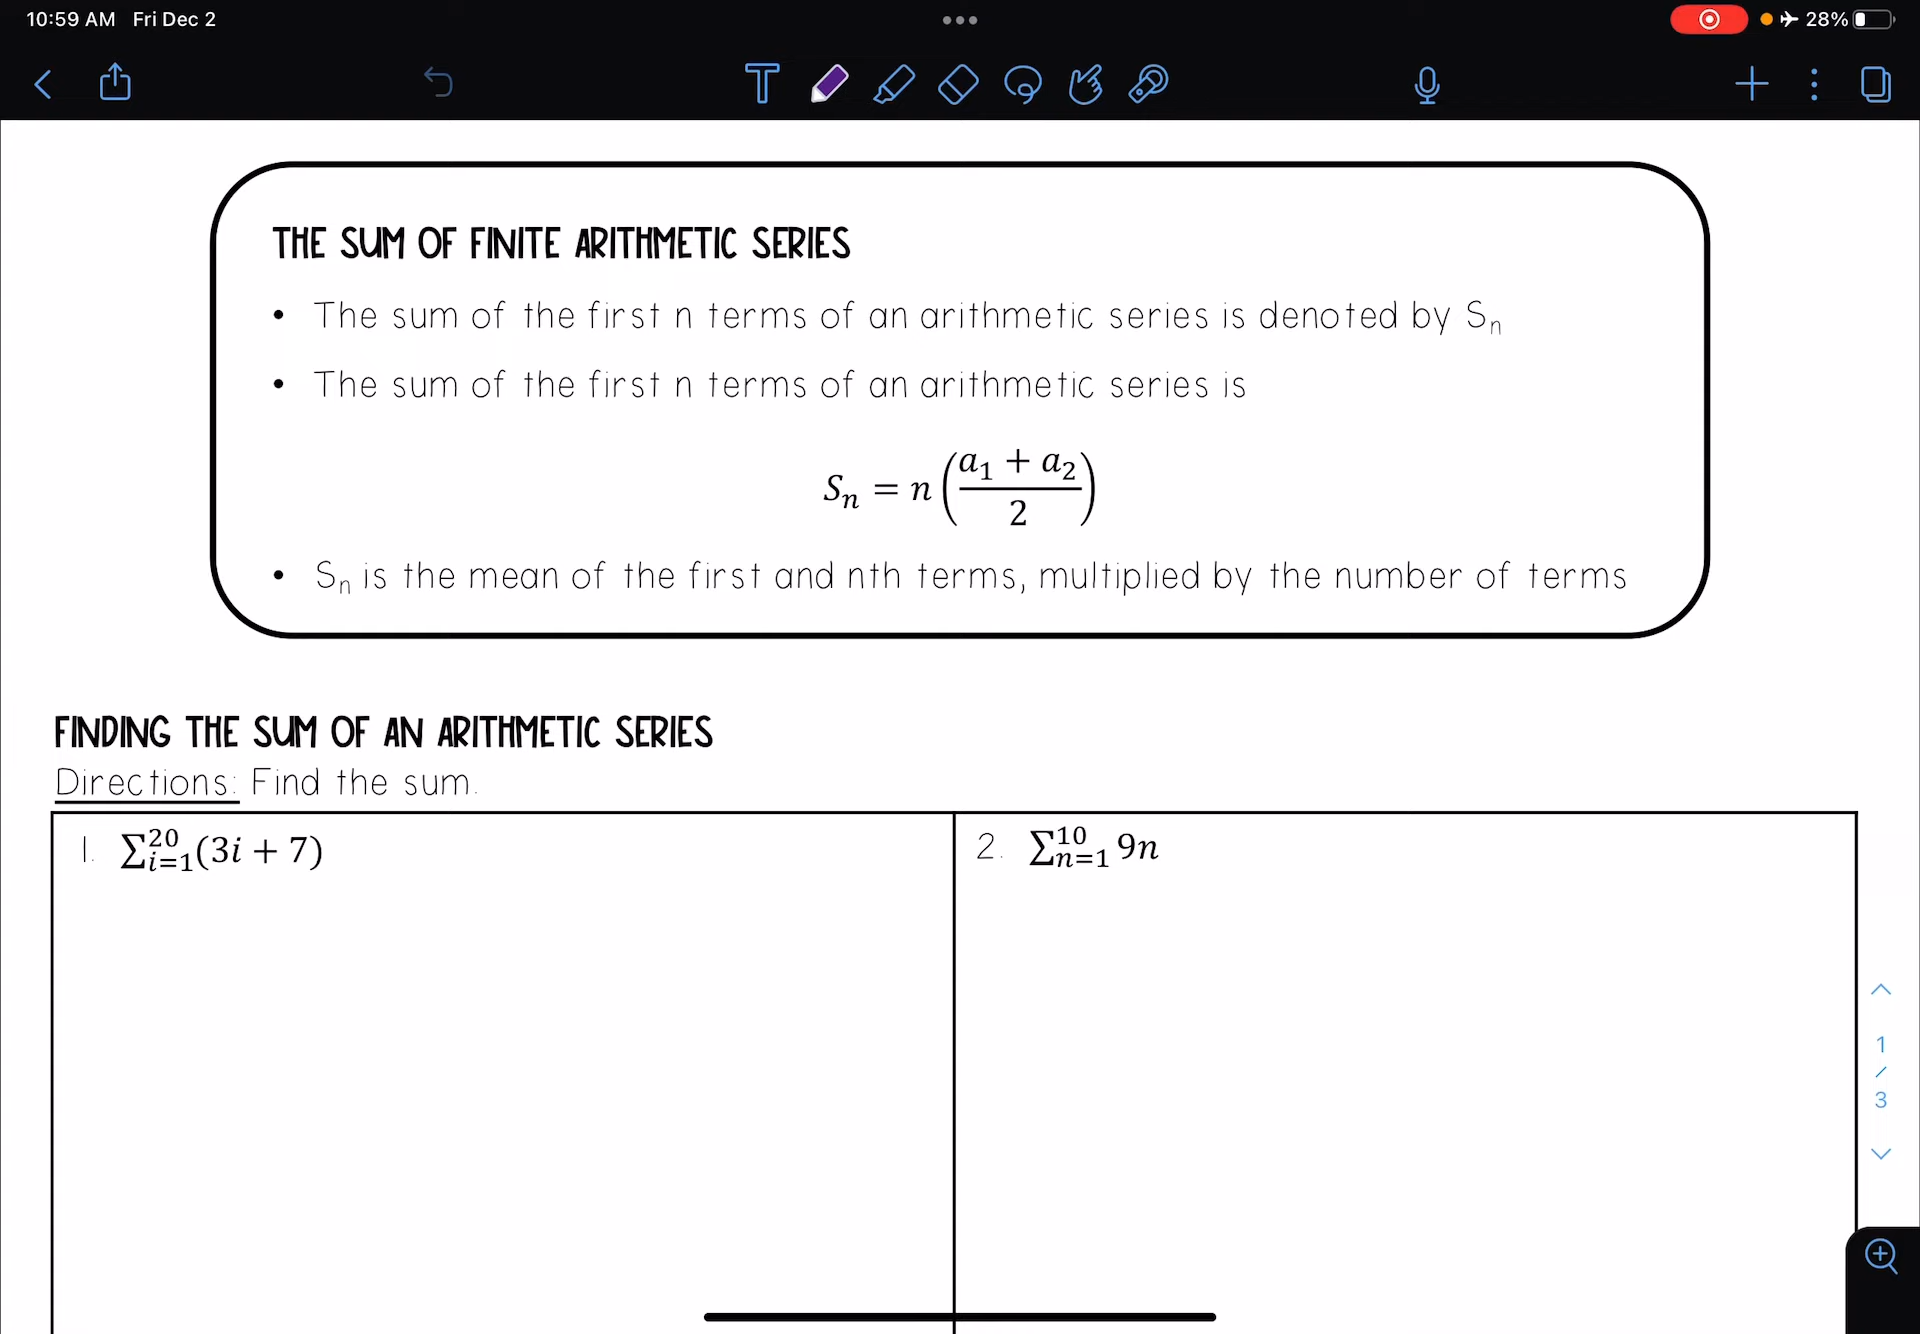 10:59 AM Fri Dec 2
28%
THE SUM OF FINITE ARITHMETIC SERIES
• The sum of the first n terms of an arithmetic series is denoted by Sₙ
• The sum of the first n terms of an arithmetic series is
Sₙ = n((a₁ + a₂)/2)
• Sₙ is the mean of the first and nth terms, multiplied by the number of terms
FINDING THE SUM OF AN ARITHMETIC SERIES
Directions: Find the sum.
1. ∑²⁰ᵢ₌₁(3i + 7)
2. ∑¹⁰ₙ₌₁ 9n
1
/
3